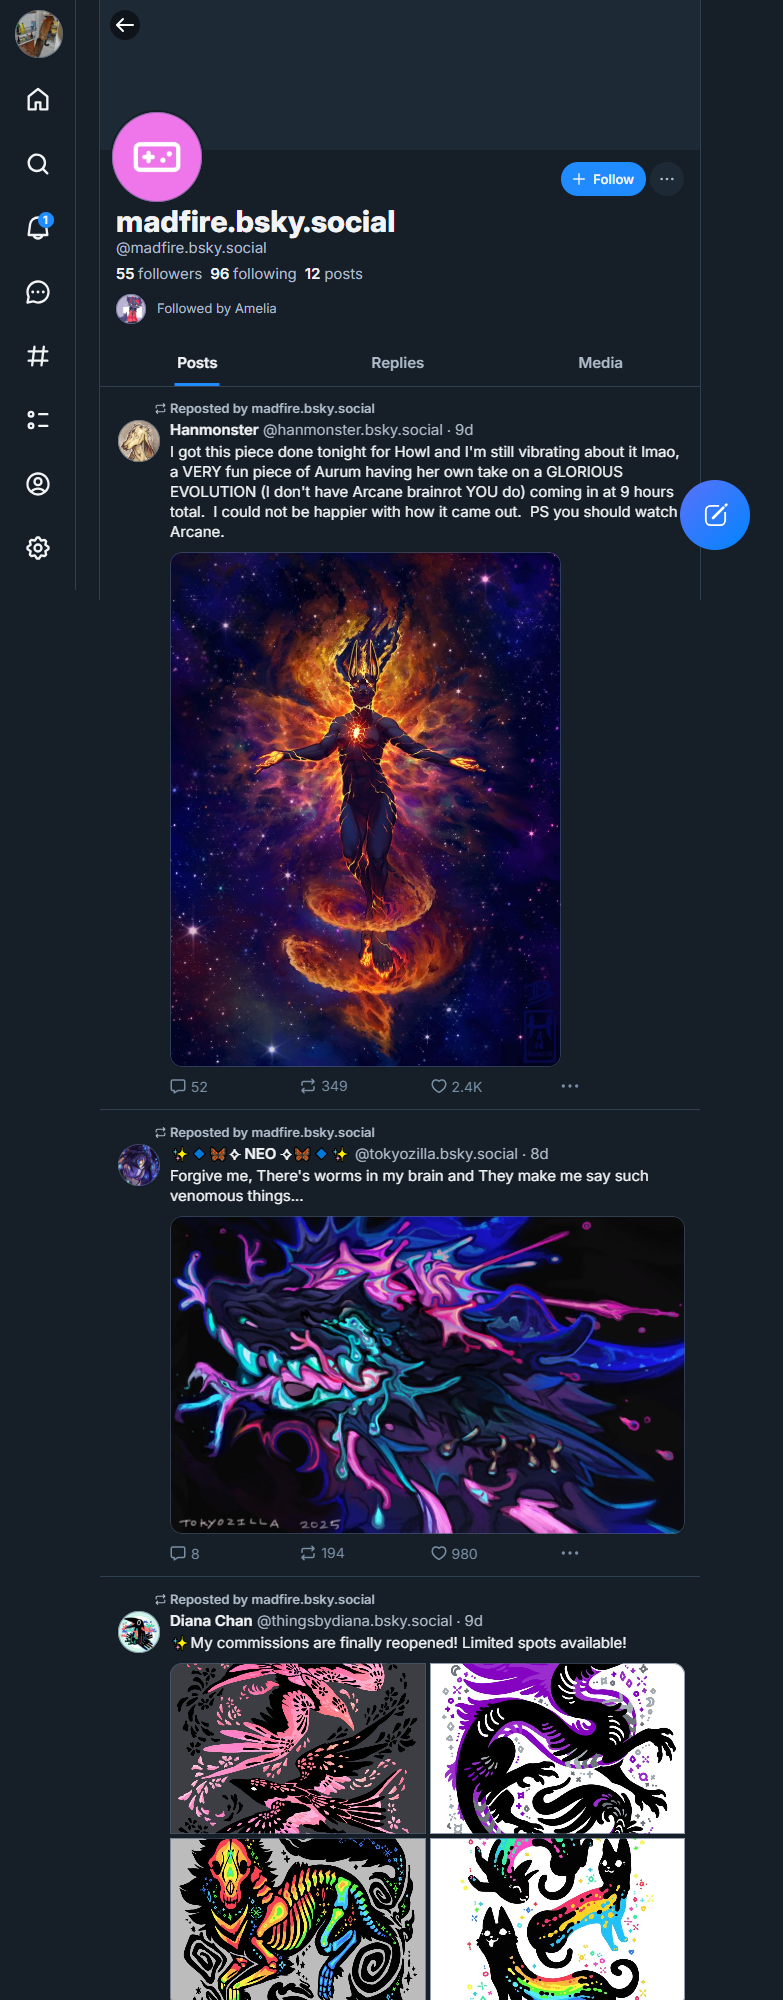 1
+ Follow
madfire.bsky.social
@madfire.bsky.social
55 followers 96 following 12 posts
Followed by Amelia
Posts Replies Media
Reposted by madfire.bsky.social
Hanmonster @hanmonster.bsky.social · 9d
I got this piece done tonight for Howl and I'm still vibrating about it lmao,
a VERY fun piece of Aurum having her own take on a GLORIOUS
EVOLUTION (I don't have Arcane brainrot YOU do) coming in at 9 hours
total. I could not be happier with how it came out. PS you should watch
Arcane.
52 349 2.4K
Reposted by madfire.bsky.social
✨🔹🦋⟡ NEO ⟡🦋🔹✨ @tokyozilla.bsky.social · 8d
Forgive me, There's worms in my brain and They make me say such
venomous things...
TOKYOZILLA 2025
8 194 980
Reposted by madfire.bsky.social
Diana Chan @thingsbydiana.bsky.social · 9d
✨My commissions are finally reopened! Limited spots available!